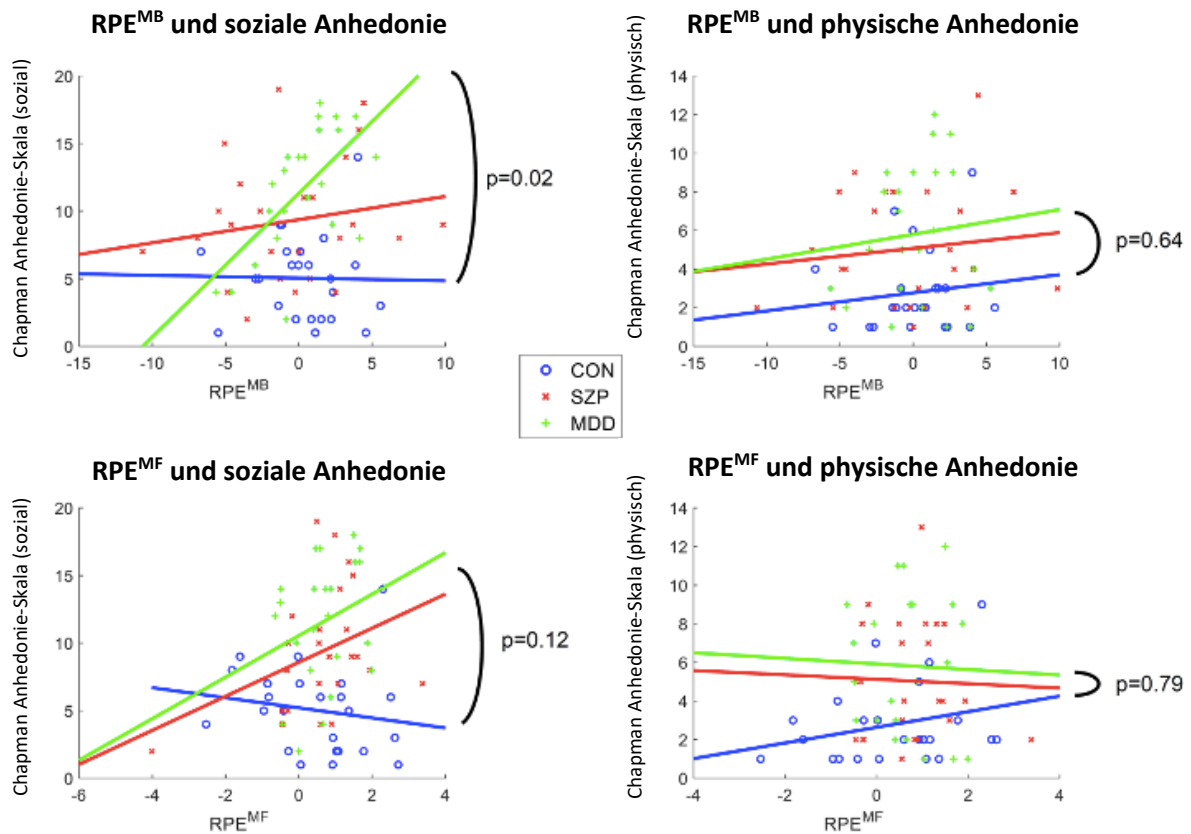 RPE^MB und soziale Anhedonie
Chapman Anhedonie-Skala (sozial)
20
15
10
5
0
-15 -10 -5 0 5 10
RPE^MB
p=0.02
RPE^MB und physische Anhedonie
Chapman Anhedonie-Skala (physisch)
14
12
10
8
6
4
2
0
-15 -10 -5 0 5 10
RPE^MB
p=0.64
CON
SZP
MDD
RPE^MF und soziale Anhedonie
Chapman Anhedonie-Skala (sozial)
20
15
10
5
0
-6 -4 -2 0 2 4
RPE^MF
p=0.12
RPE^MF und physische Anhedonie
Chapman Anhedonie-Skala (physisch)
14
12
10
8
6
4
2
0
-4 -2 0 2 4
RPE^MF
p=0.79